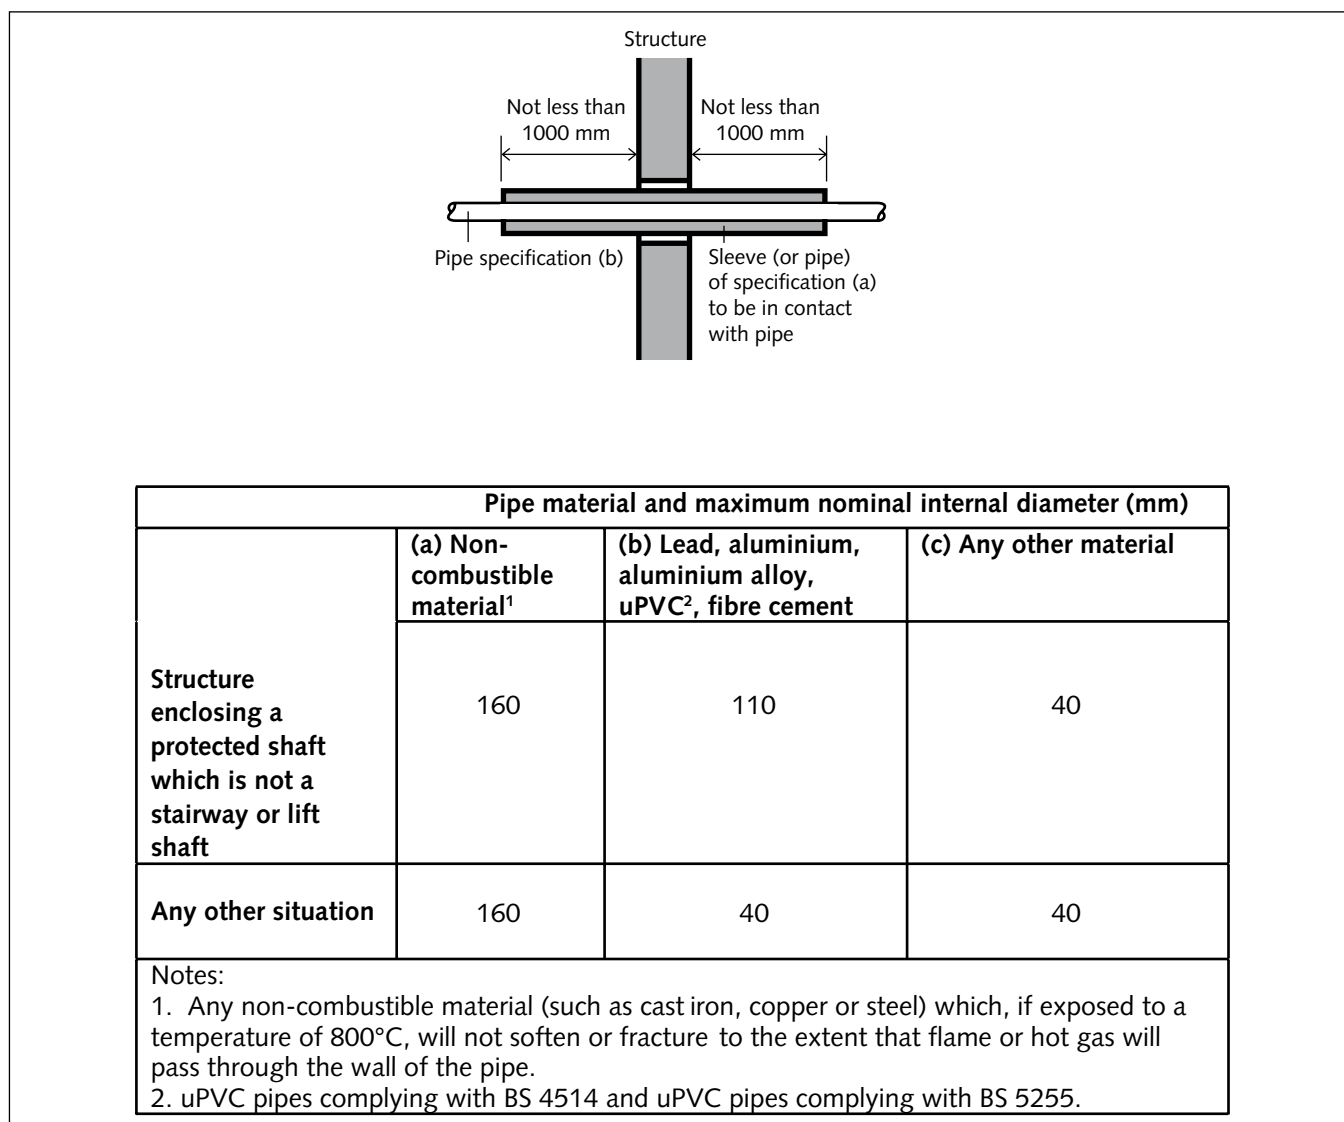 Structure
Not less than
1000 mm
Not less than
1000 mm
Pipe specification (b)
Sleeve (or pipe)
of specification (a)
to be in contact
with pipe
Pipe material and maximum nominal internal diameter (mm)
(a) Non-
combustible
material¹
(b) Lead, aluminium,
aluminium alloy,
uPVC², fibre cement
(c) Any other material
Structure
enclosing a
protected shaft
which is not a
stairway or lift
shaft
160
110
40
Any other situation
160
40
40
Notes:
1. Any non-combustible material (such as cast iron, copper or steel) which, if exposed to a
temperature of 800°C, will not soften or fracture to the extent that flame or hot gas will
pass through the wall of the pipe.
2. uPVC pipes complying with BS 4514 and uPVC pipes complying with BS 5255.